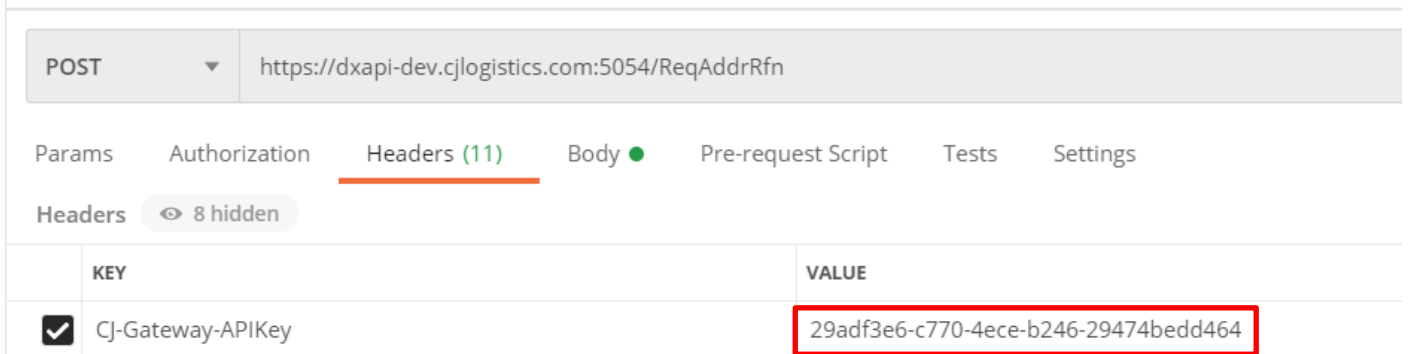 POST https://dxapi-dev.cjlogistics.com:5054/ReqAddrRfn
Params Authorization Headers (11) Body Pre-request Script Tests Settings
Headers 8 hidden
KEY VALUE
CJ-Gateway-APIKey 29adf3e6-c770-4ece-b246-29474bedd464